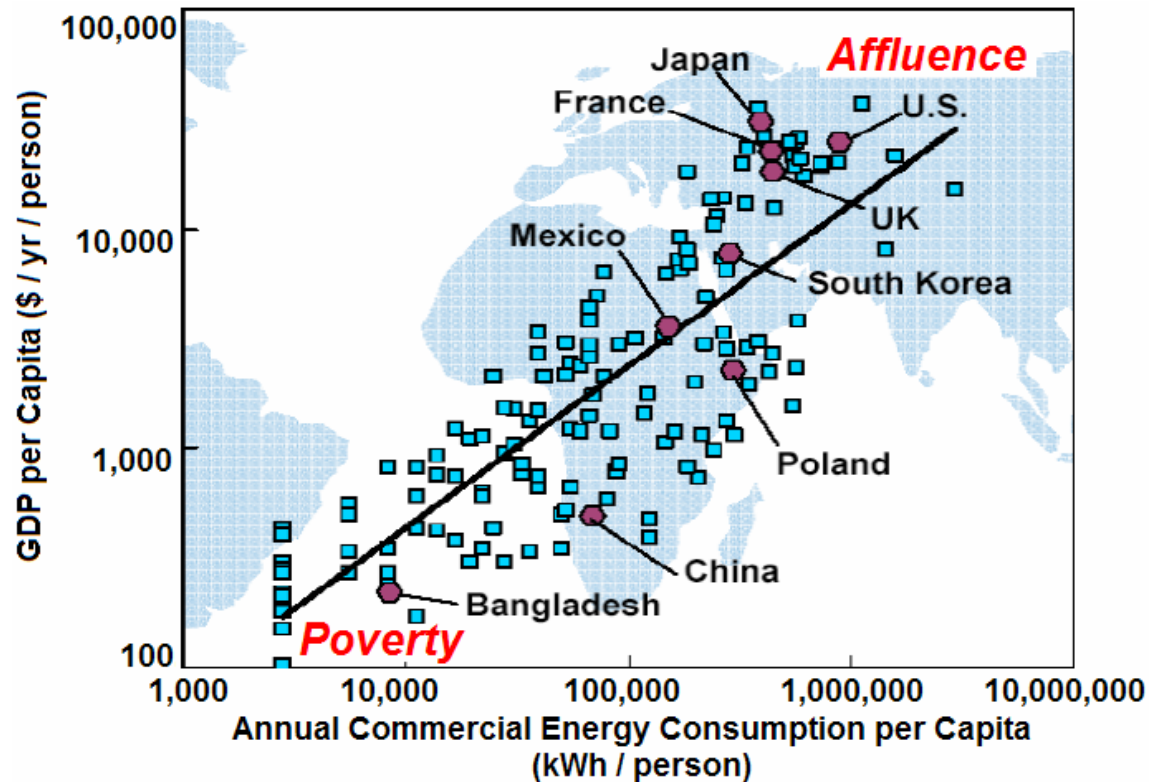 100,000
Japan
Affluence
France
U.S.
UK
10,000
Mexico
South Korea
1,000
Poland
China
Bangladesh
Poverty
100
GDP per Capita ($ / yr / person)
1,000
10,000
100,000
1,000,000
10,000,000
Annual Commercial Energy Consumption per Capita
(kWh / person)